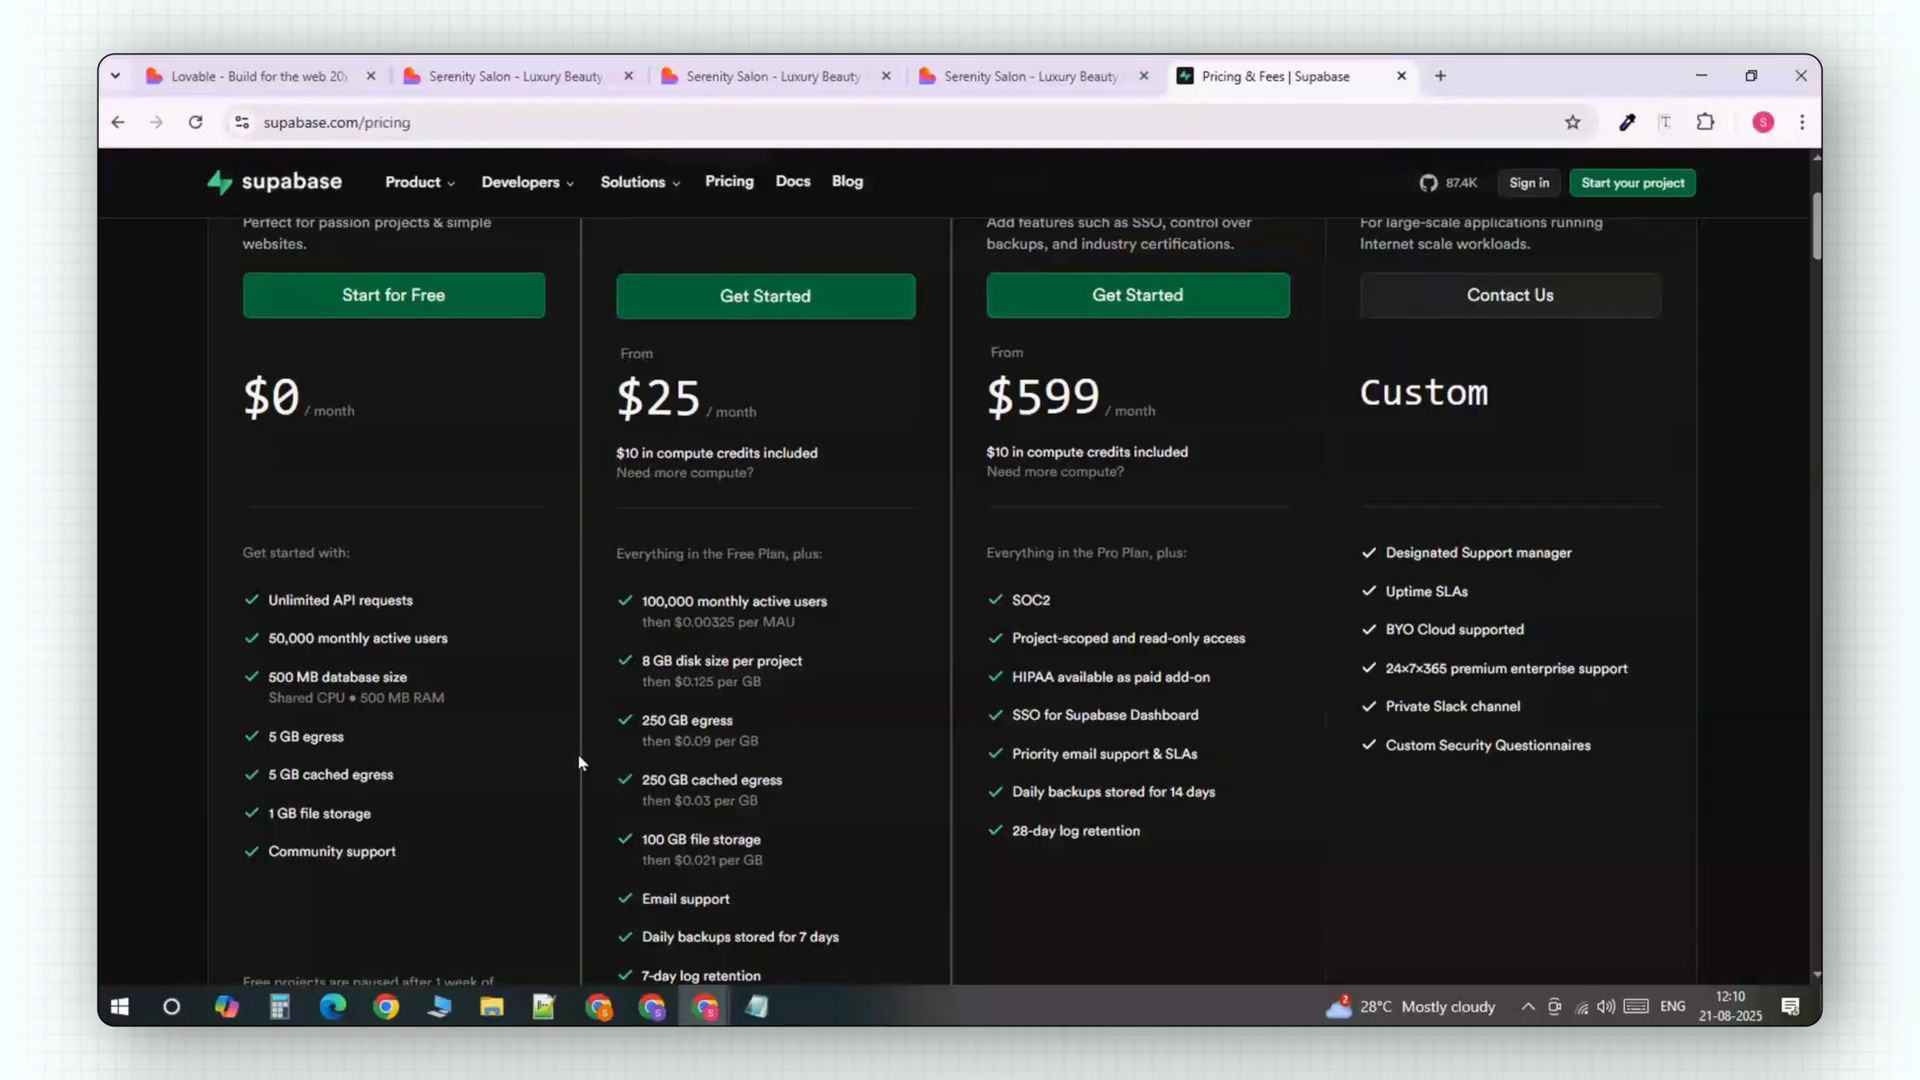 Lovable - Build for the web 20x
Serenity Salon - Luxury Beauty
Serenity Salon - Luxury Beauty
Serenity Salon - Luxury Beauty
Pricing & Fees | Supabase
supabase.com/pricing
S
supabase
Product
Developers
Solutions
Pricing
Docs
Blog
87.4K
Sign in
Start your project
Perfect for passion projects & simple
websites.
Start for Free
$0 / month
Get started with:
Unlimited API requests
50,000 monthly active users
500 MB database size
Shared CPU • 500 MB RAM
5 GB egress
5 GB cached egress
1 GB file storage
Community support
Free projects are paused after 1 week of
Get Started
From
$25 / month
$10 in compute credits included
Need more compute?
Everything in the Free Plan, plus:
100,000 monthly active users
then $0.00325 per MAU
8 GB disk size per project
then $0.125 per GB
250 GB egress
then $0.09 per GB
250 GB cached egress
then $0.03 per GB
100 GB file storage
then $0.021 per GB
Email support
Daily backups stored for 7 days
7-day log retention
Add features such as SSO, control over
backups, and industry certifications.
Get Started
From
$599 / month
$10 in compute credits included
Need more compute?
Everything in the Pro Plan, plus:
SOC2
Project-scoped and read-only access
HIPAA available as paid add-on
SSO for Supabase Dashboard
Priority email support & SLAs
Daily backups stored for 14 days
28-day log retention
For large-scale applications running
Internet scale workloads.
Contact Us
Custom
Designated Support manager
Uptime SLAs
BYO Cloud supported
24×7×365 premium enterprise support
Private Slack channel
Custom Security Questionnaires
2
28°C Mostly cloudy
ENG
12:10
21-08-2025